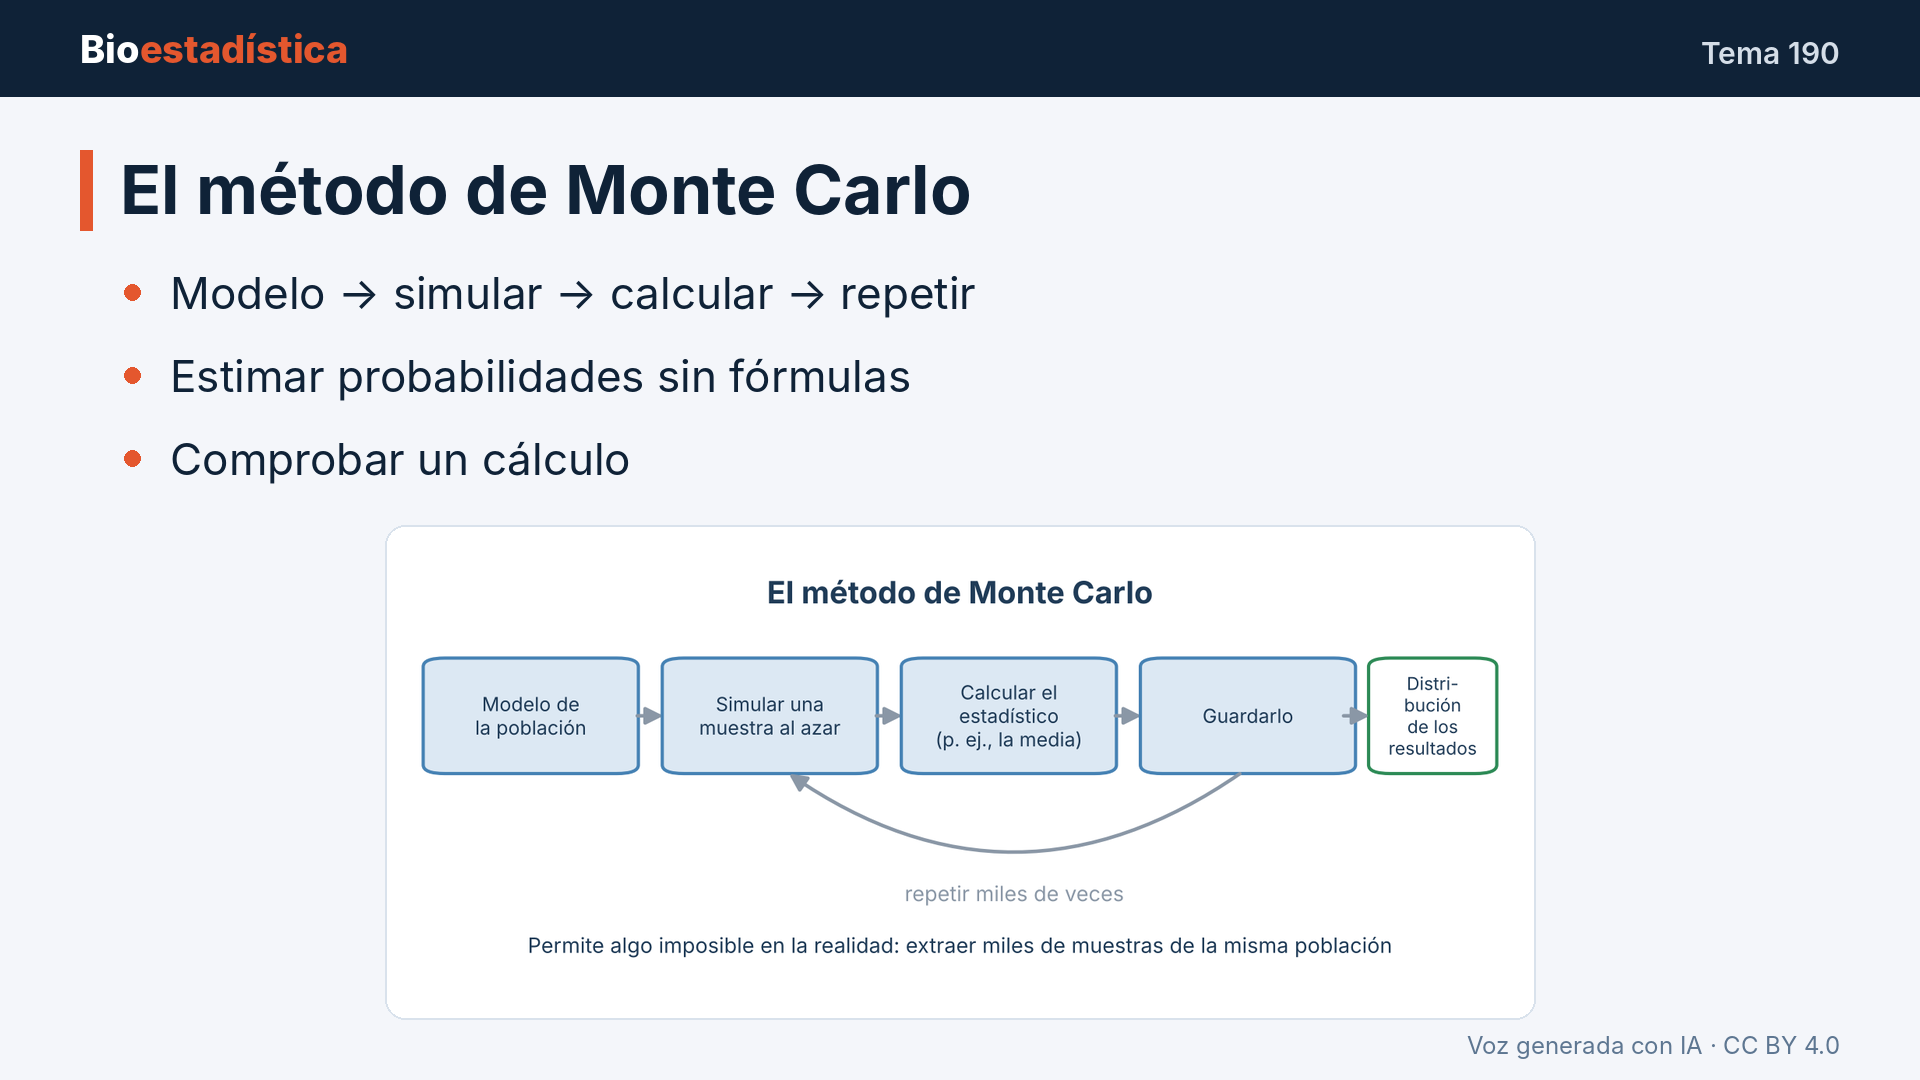 Bioestadística
Tema 190
El método de Monte Carlo
Modelo → simular → calcular → repetir
Estimar probabilidades sin fórmulas
Comprobar un cálculo
El método de Monte Carlo
Modelo de
la población
Simular una
muestra al azar
Calcular el
estadístico
(p. ej., la media)
Guardarlo
Distri-
bución
de los
resultados
repetir miles de veces
Permite algo imposible en la realidad: extraer miles de muestras de la misma población
Voz generada con IA · CC BY 4.0